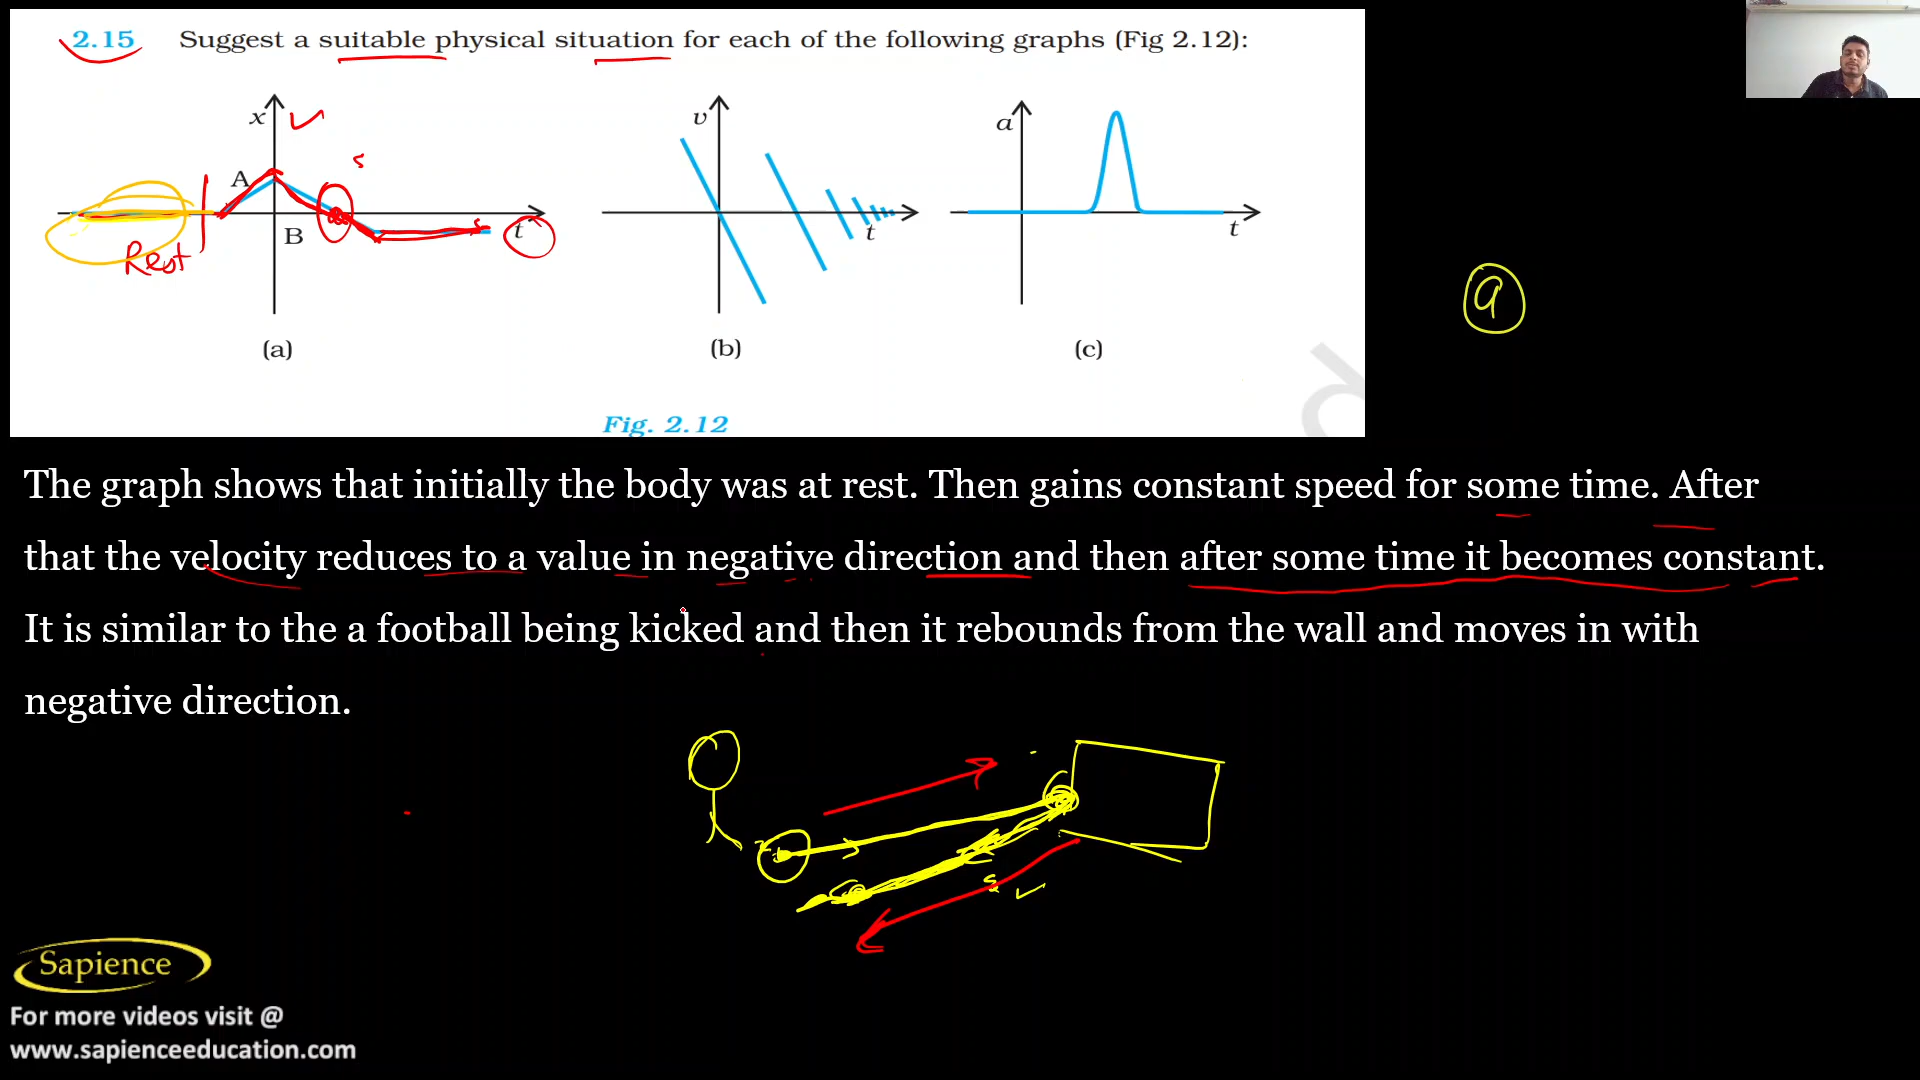 2.15 Suggest a suitable physical situation for each of the following graphs (Fig 2.12):
x
A
B
t
Rest
(a)
v
t
(b)
a
t
(c)
Fig. 2.12
a
The graph shows that initially the body was at rest. Then gains constant speed for some time. After
that the velocity reduces to a value in negative direction and then after some time it becomes constant.
It is similar to the a football being kicked and then it rebounds from the wall and moves in with
negative direction.
Sapience
For more videos visit @
www.sapienceeducation.com